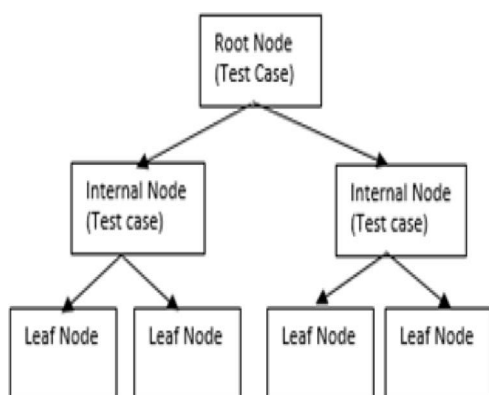 Root Node
(Test Case)
Internal Node
(Test case)
Internal Node
(Test case)
Leaf Node
Leaf Node
Leaf Node
Leaf Node